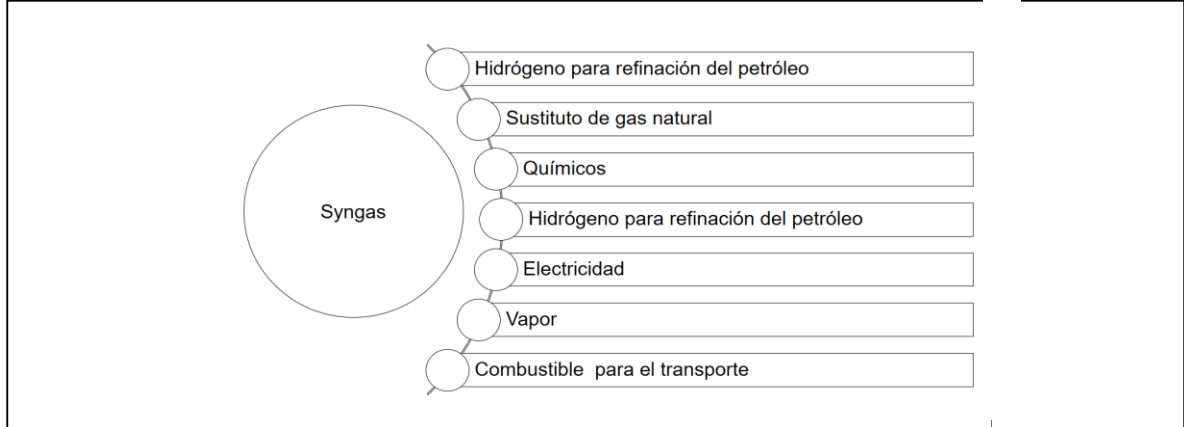 Syngas
Hidrógeno para refinación del petróleo
Sustituto de gas natural
Químicos
Hidrógeno para refinación del petróleo
Electricidad
Vapor
Combustible  para el transporte